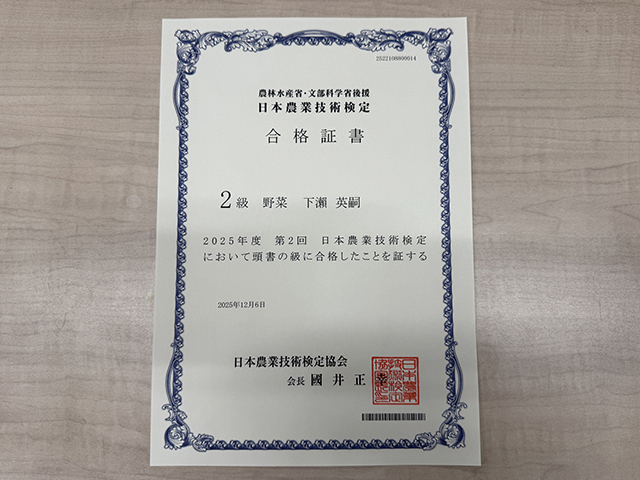 2522108800014
農林水産省・文部科学省後援
日本農業技術検定
合格証書
2級 野菜 下瀬 英嗣
2025年度 第2回 日本農業技術検定
において頭書の級に合格したことを証する
2025年12月6日
日本農業技術検定協会
会長 國井 正幸